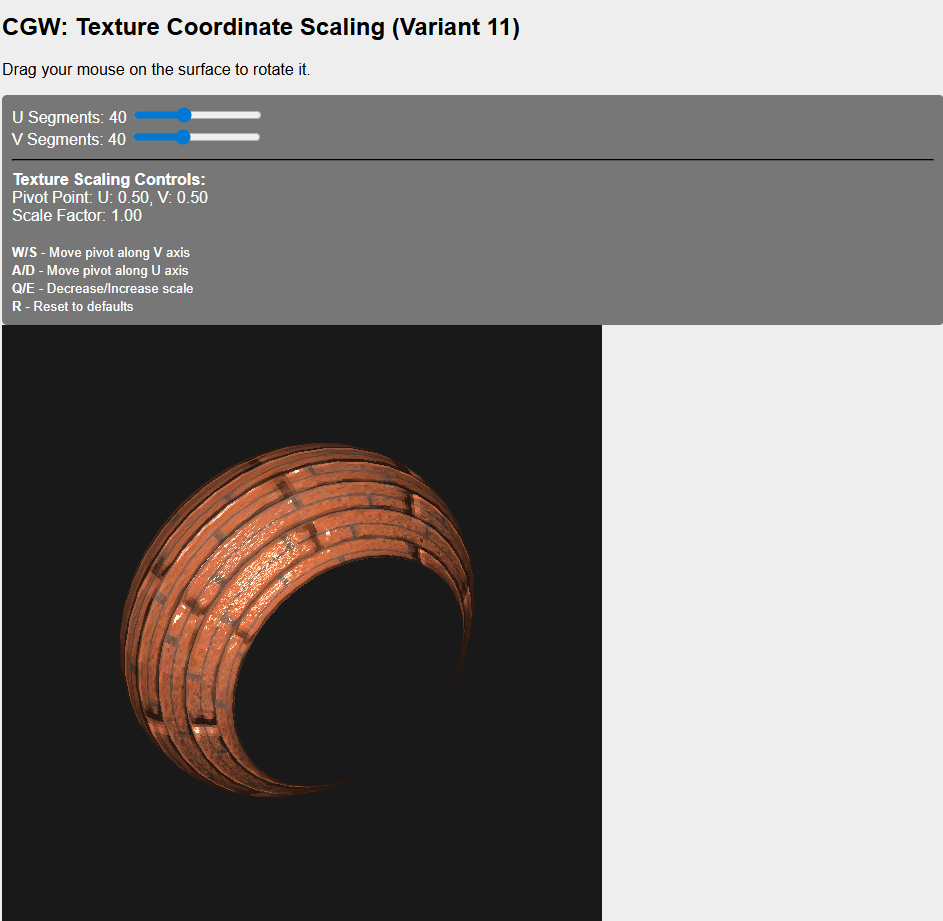 CGW: Texture Coordinate Scaling (Variant 11)
Drag your mouse on the surface to rotate it.
U Segments: 40
V Segments: 40
Texture Scaling Controls:
Pivot Point: U: 0.50, V: 0.50
Scale Factor: 1.00
W/S - Move pivot along V axis
A/D - Move pivot along U axis
Q/E - Decrease/Increase scale
R - Reset to defaults